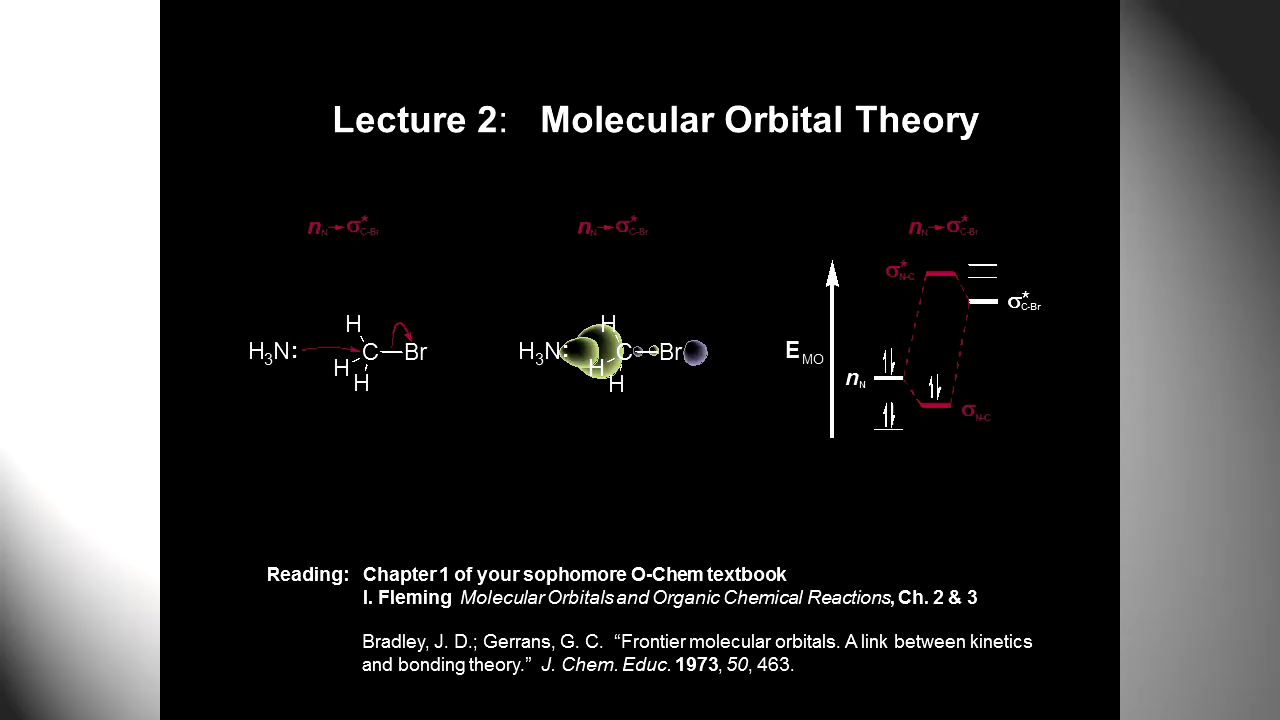 Lecture 2: Molecular Orbital Theory
nN→σ*C–Br
nN→σ*C–Br
nN→σ*C–Br
σ*N–C
σ*C-Br
H
H3N: C Br
H
H
H
H3N: C Br
H
H
EMO
nN
σN–C
Reading: Chapter 1 of your sophomore O-Chem textbook
I. Fleming Molecular Orbitals and Organic Chemical Reactions, Ch. 2 & 3
Bradley, J. D.; Gerrans, G. C. “Frontier molecular orbitals. A link between kinetics
and bonding theory.” J. Chem. Educ. 1973, 50, 463.